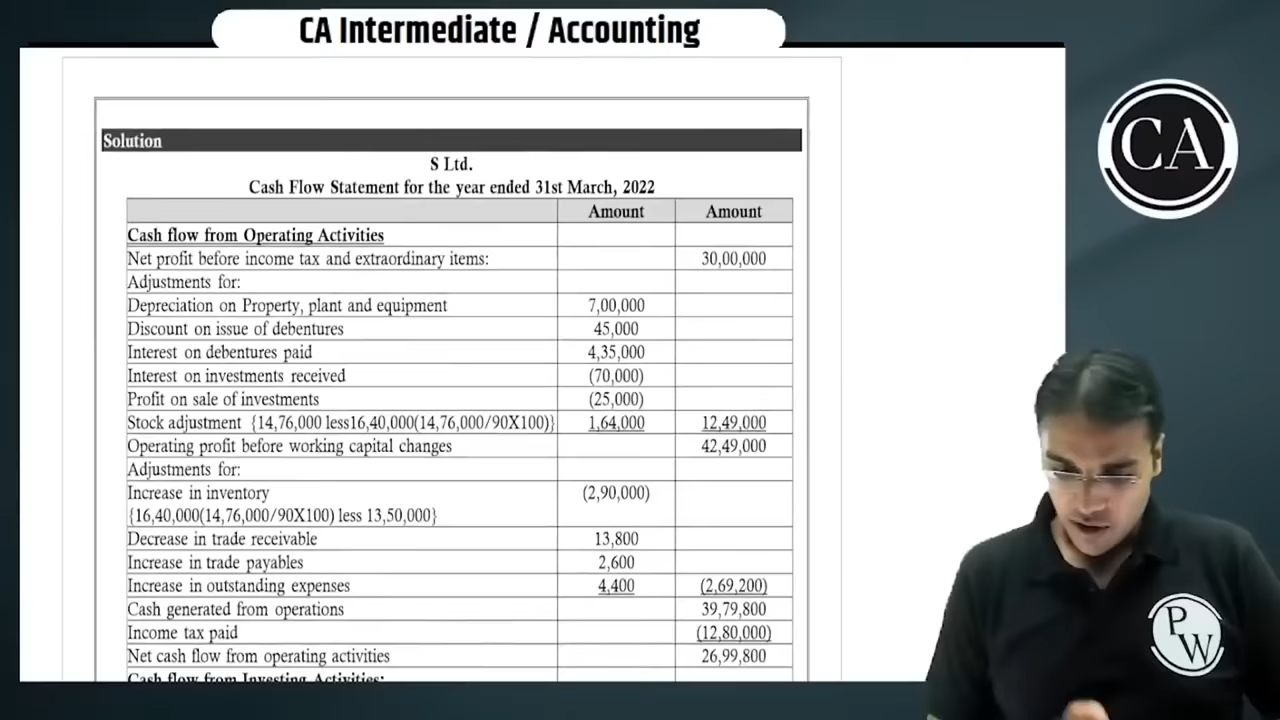 CA Intermediate / Accounting
CA
Solution
S Ltd.
Cash Flow Statement for the year ended 31st March, 2022
Amount Amount
Cash flow from Operating Activities
Net profit before income tax and extraordinary items: 30,00,000
Adjustments for:
Depreciation on Property, plant and equipment 7,00,000
Discount on issue of debentures 45,000
Interest on debentures paid 4,35,000
Interest on investments received (70,000)
Profit on sale of investments (25,000)
Stock adjustment {14,76,000 less16,40,000(14,76,000/90X100)} 1,64,000 12,49,000
Operating profit before working capital changes 42,49,000
Adjustments for:
Increase in inventory (2,90,000)
{16,40,000(14,76,000/90X100) less 13,50,000}
Decrease in trade receivable 13,800
Increase in trade payables 2,600
Increase in outstanding expenses 4,400 (2,69,200)
Cash generated from operations 39,79,800
Income tax paid (12,80,000)
Net cash flow from operating activities 26,99,800
Cash flow from Investing Activities:
PW